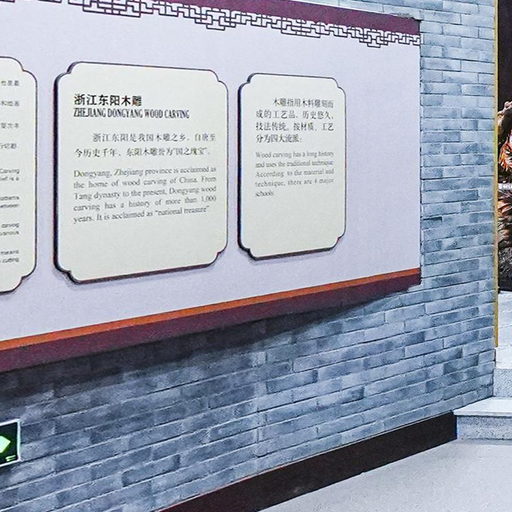 浙江东阳木雕
ZHEJIANG DONGYANG WOOD CARVING
浙江东阳是我国木雕之乡，自唐至
今历史千年，东阳木雕誉为“国之瑰宝”。
Dongyang, Zhejiang province is acclaimed as
the home of wood carving of China. From
Tang dynasty to the present, Dongyang wood
carving has a history of more than 1,000
years. It is acclaimed as “national treasure”
木雕指用木料雕刻而
成的工艺品，历史悠久，
技法传统。按材质、工艺
分为四大流派：
Wood carving has a long history
and uses the traditional technique.
According to the material and
technique, there are 4 major
schools: